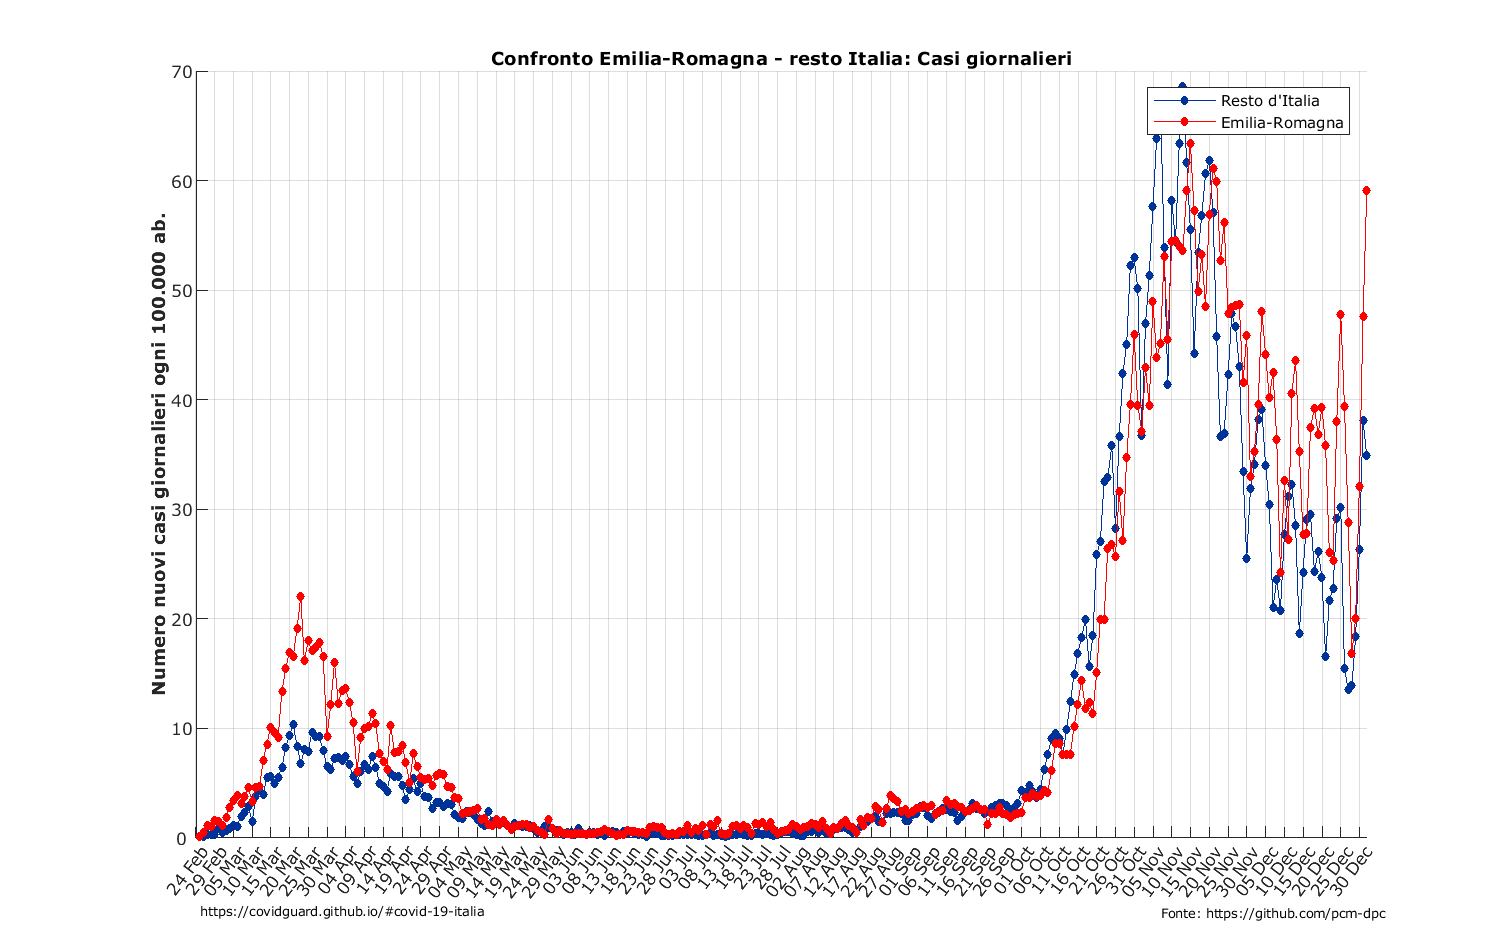 Confronto Emilia-Romagna - resto Italia: Casi giornalieri
Resto d'Italia
Emilia-Romagna
Numero nuovi casi giornalieri ogni 100.000 ab.
70
60
50
40
30
20
10
0
24 Feb
29 Feb
05 Mar
10 Mar
15 Mar
20 Mar
25 Mar
30 Mar
04 Apr
09 Apr
14 Apr
19 Apr
24 Apr
29 Apr
04 May
09 May
14 May
19 May
24 May
29 May
03 Jun
08 Jun
13 Jun
18 Jun
23 Jun
28 Jun
03 Jul
08 Jul
13 Jul
18 Jul
23 Jul
28 Jul
02 Aug
07 Aug
12 Aug
17 Aug
22 Aug
27 Aug
01 Sep
06 Sep
11 Sep
16 Sep
21 Sep
26 Sep
01 Oct
06 Oct
11 Oct
16 Oct
21 Oct
26 Oct
31 Oct
05 Nov
10 Nov
15 Nov
20 Nov
25 Nov
30 Nov
05 Dec
10 Dec
15 Dec
20 Dec
25 Dec
30 Dec
https://covidguard.github.io/#covid-19-italia
Fonte: https://github.com/pcm-dpc